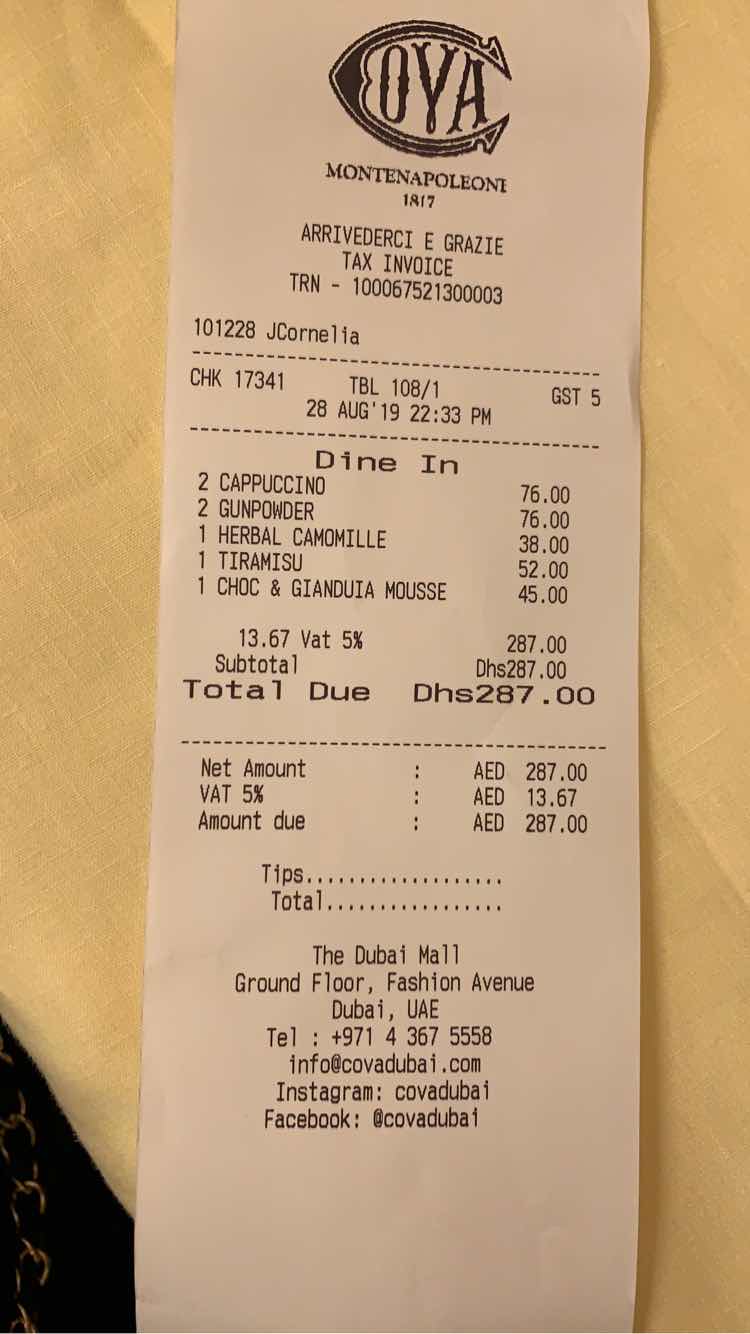 COVA
MONTENAPOLEONE
1817
ARRIVEDERCI E GRAZIE
TAX INVOICE
TRN - 100067521300003
101228 JCornelia
CHK 17341 TBL 108/1 GST 5
28 AUG'19 22:33 PM
Dine In
2 CAPPUCCINO 76.00
2 GUNPOWDER 76.00
1 HERBAL CAMOMILLE 38.00
1 TIRAMISU 52.00
1 CHOC & GIANDUIA MOUSSE 45.00
13.67 Vat 5% 287.00
Subtotal Dhs287.00
Total Due Dhs287.00
Net Amount : AED 287.00
VAT 5% : AED 13.67
Amount due : AED 287.00
Tips...................
Total.................
The Dubai Mall
Ground Floor, Fashion Avenue
Dubai, UAE
Tel : +971 4 367 5558
info@covadubai.com
Instagram: covadubai
Facebook: @covadubai